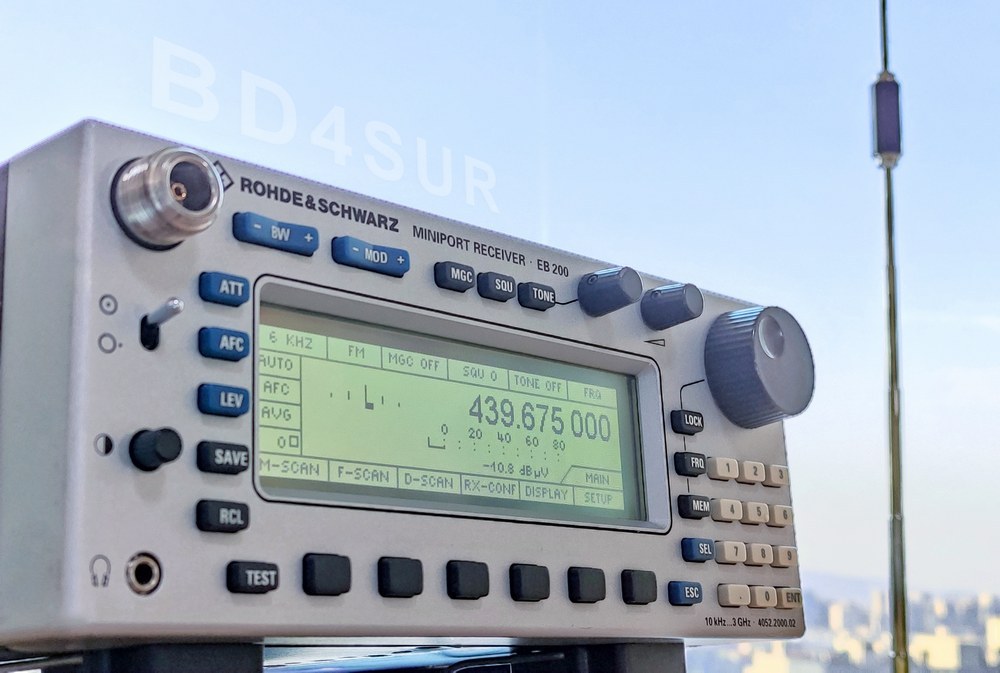 BD4SUR
ROHDE&SCHWARZ MINIPORT RECEIVER · EB 200
- BW +
- MOD +
MGC
SQU
TONE
ATT
AFC
LEV
SAVE
RCL
TEST
6 KHZ FM MGC OFF SQU 0 TONE OFF FRQ
AUTO
AFC
AVG
0
439.675 000
0 20 40 60 80
-10.8 dBµV
MAIN
M-SCAN F-SCAN D-SCAN RX-CONF DISPLAY SETUP
LOCK
FRQ 1 2 3
MEM 4 5 6
SEL 7 8 9
ESC . 0 ENT
10 kHz...3 GHz · 4052.2000.02